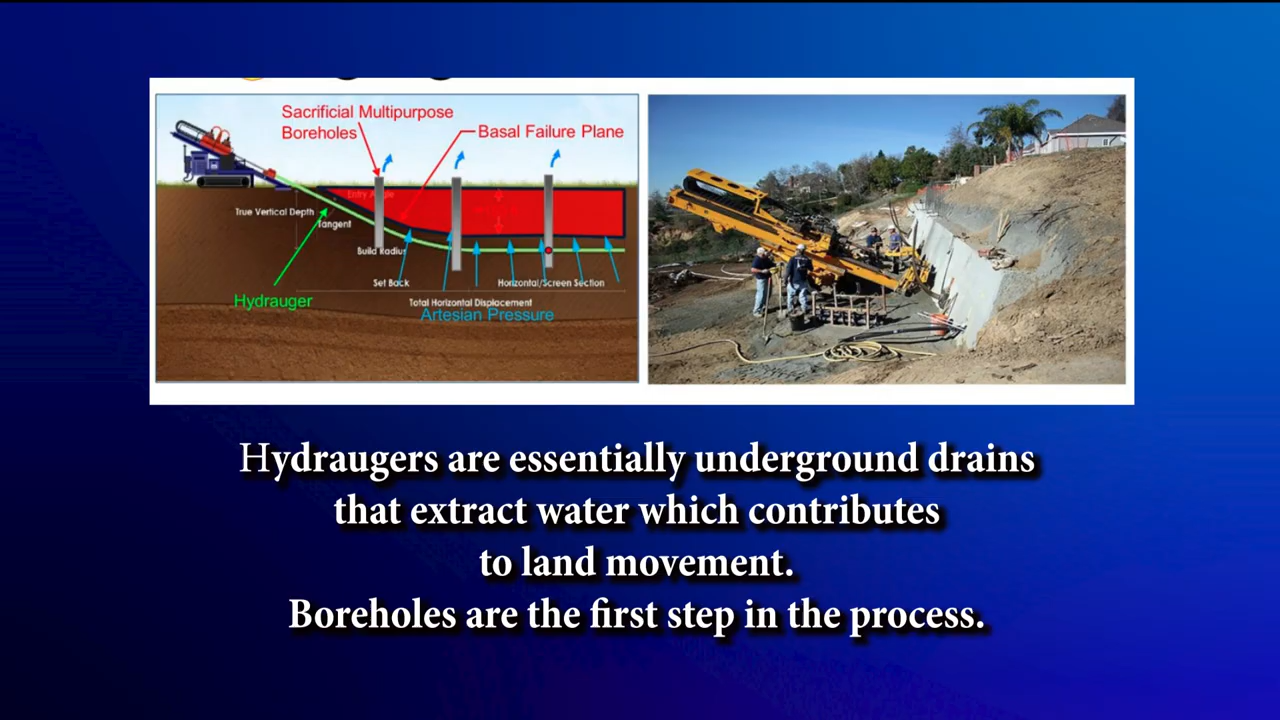 Sacrificial Multipurpose
Boreholes
Basal Failure Plane
Entry Angle
True Vertical Depth
Tangent
Build Radius
Set Back
Horizontal/Screen Section
Hydrauger
Total Horizontal Displacement
Artesian Pressure
Hydraugers are essentially underground drains
that extract water which contributes
to land movement.
Boreholes are the first step in the process.